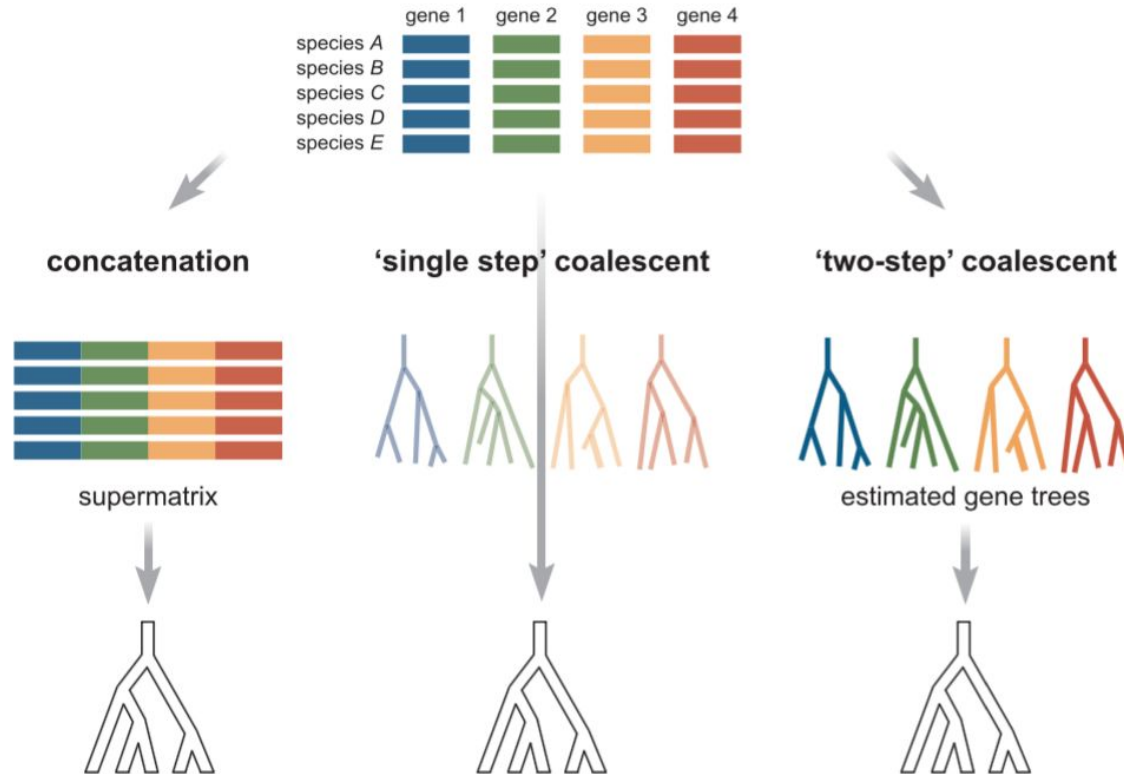 gene 1 gene 2 gene 3 gene 4
species A
species B
species C
species D
species E
concatenation
‘single step’ coalescent
‘two-step’ coalescent
supermatrix
estimated gene trees